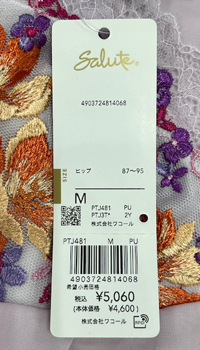 Salute
4903724814068
SIZE
ヒップ 87〜95
M
PTJ481 PU
PTJ3T* 2Y
株式会社ワコール
PTJ481 M PU
4903724814068
希望小売価格
税込 ¥5,060
(本体価格 ¥4,600)
株式会社ワコール
RFID